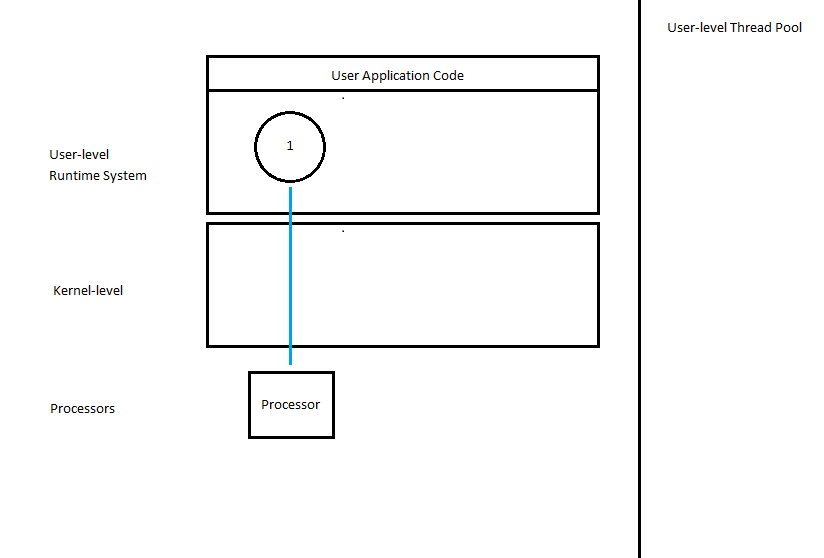 User-level Thread Pool
User Application Code
1
User-level
Runtime System
Kernel-level
Processor
Processors